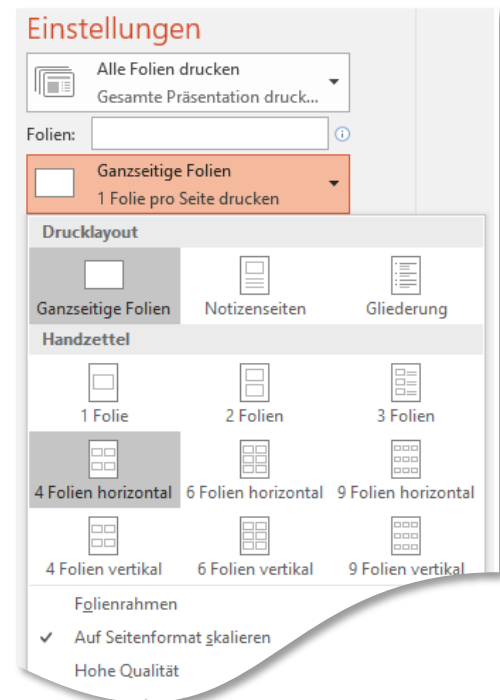 Einstellungen
Alle Folien drucken
Gesamte Präsentation druck...
Folien:
Ganzseitige Folien
1 Folie pro Seite drucken
Drucklayout
Ganzseitige Folien Notizenseiten Gliederung
Handzettel
1 Folie 2 Folien 3 Folien
4 Folien horizontal 6 Folien horizontal 9 Folien horizontal
4 Folien vertikal 6 Folien vertikal 9 Folien vertikal
Folienrahmen
Auf Seitenformat skalieren
Hohe Qualität